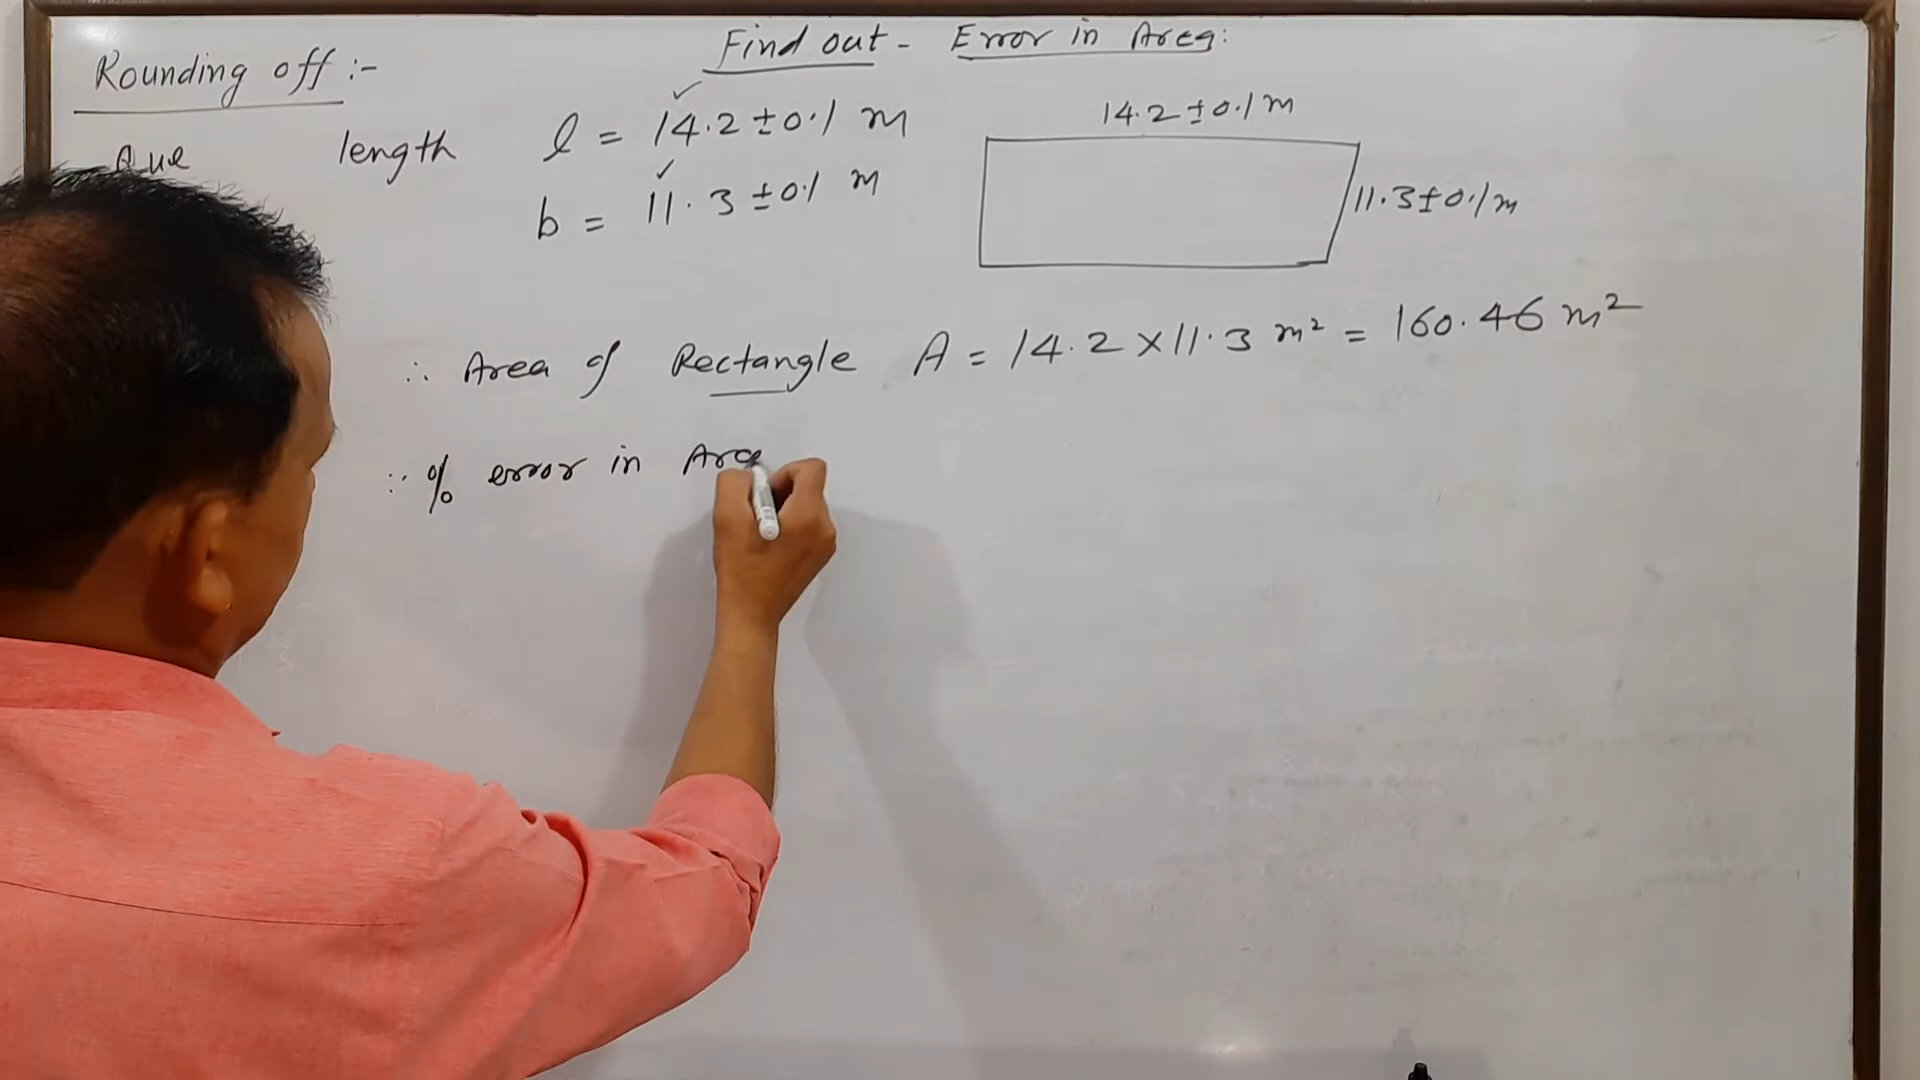 Find out - Error in Area:
Rounding off :-
Que length l = 14.2 ± 0.1 m
b = 11.3 ± 0.1 m
14.2 ± 0.1 m
11.3 ± 0.1 m
∴ Area of Rectangle A = 14.2 × 11.3 m² = 160.46 m²
∵ % error in Area